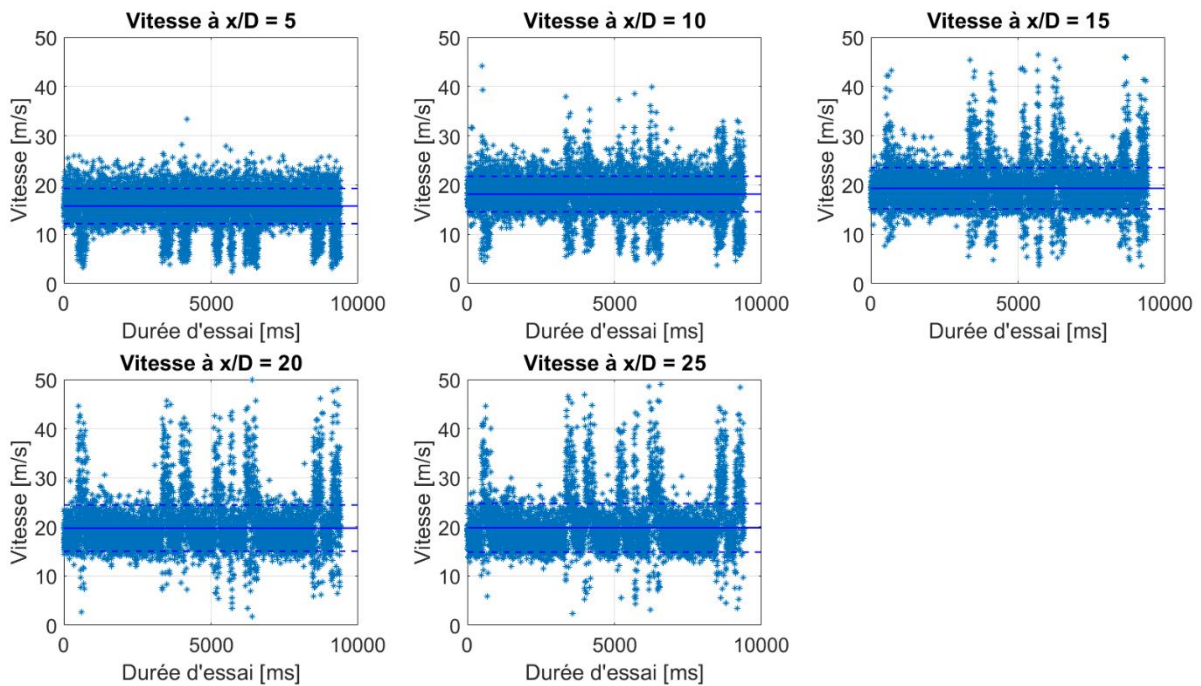 Vitesse à x/D = 5
50
40
30
20
10
0
Vitesse [m/s]
0 5000 10000
Durée d'essai [ms]
Vitesse à x/D = 10
50
40
30
20
10
0
Vitesse [m/s]
0 5000 10000
Durée d'essai [ms]
Vitesse à x/D = 15
50
40
30
20
10
0
Vitesse [m/s]
0 5000 10000
Durée d'essai [ms]
Vitesse à x/D = 20
50
40
30
20
10
0
Vitesse [m/s]
0 5000 10000
Durée d'essai [ms]
Vitesse à x/D = 25
50
40
30
20
10
0
Vitesse [m/s]
0 5000 10000
Durée d'essai [ms]